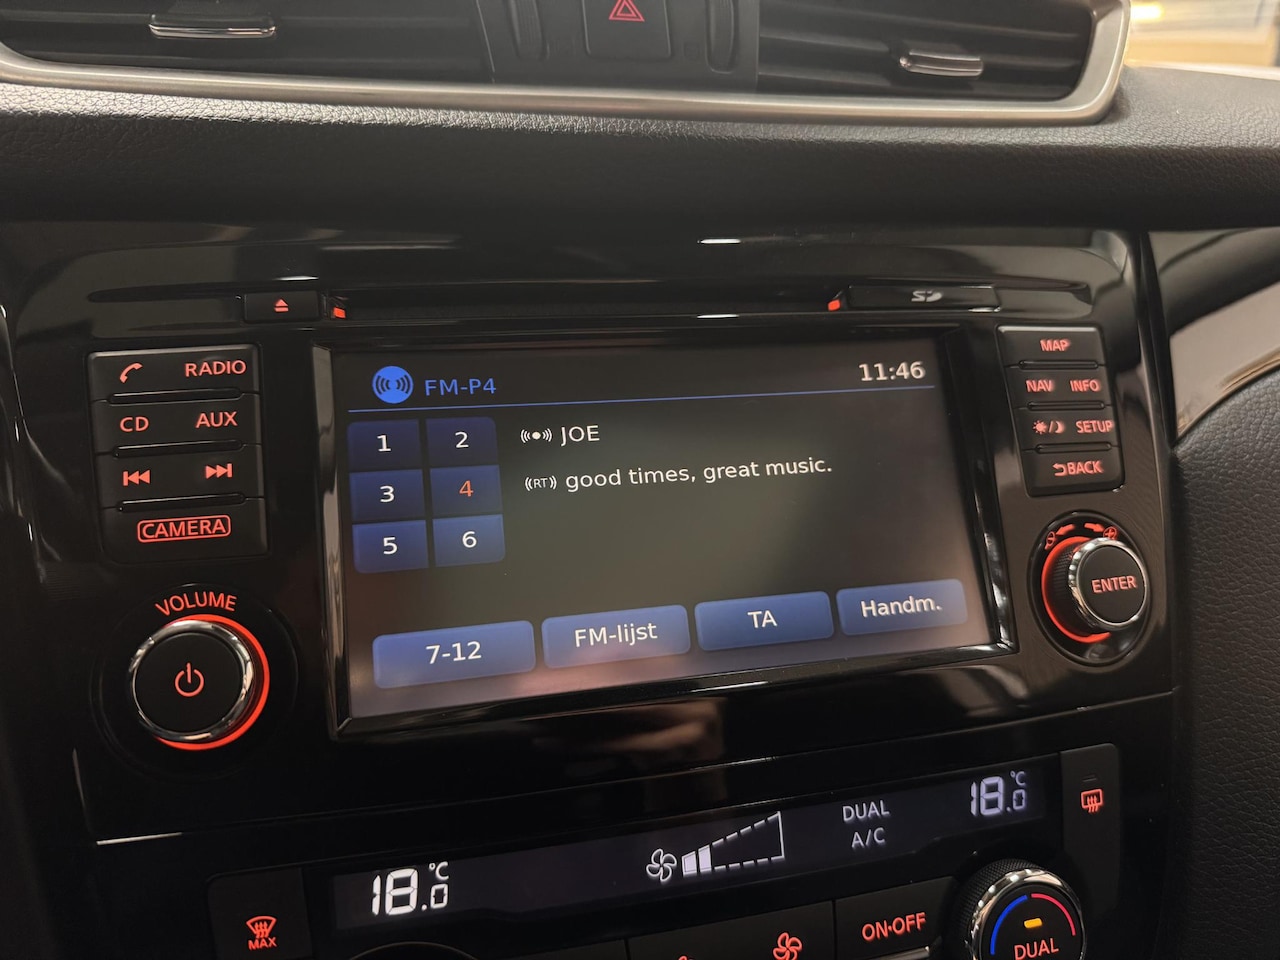 RADIO
CD AUX
CAMERA
VOLUME
FM-P4 11:46
1 2
3 4
5 6
JOE
RT good times, great music.
7-12 FM-lijst TA Handm.
SD
MAP
NAV INFO
SETUP
BACK
ENTER
18.0 °C
DUAL
A/C
18.0 °C
MAX
ON·OFF
DUAL